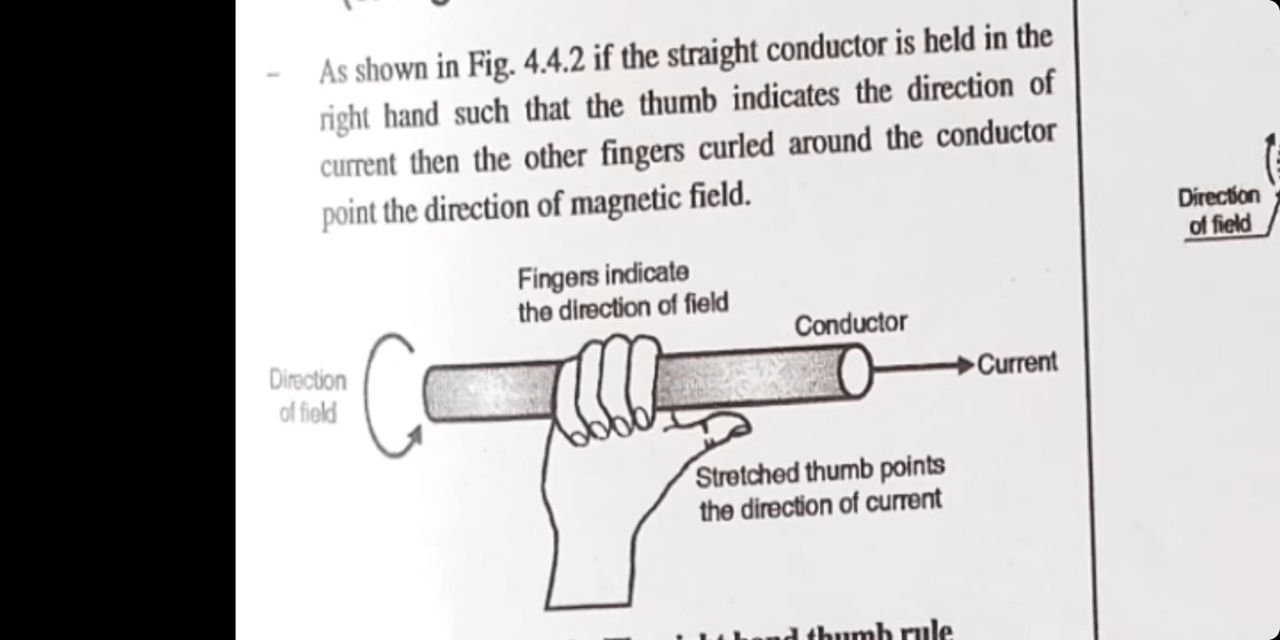 – As shown in Fig. 4.4.2 if the straight conductor is held in the
right hand such that the thumb indicates the direction of
current then the other fingers curled around the conductor
point the direction of magnetic field.
Fingers indicate
the direction of field
Conductor
Current
Direction
of field
Stretched thumb points
the direction of current
hand thumb rule
Direction
of field